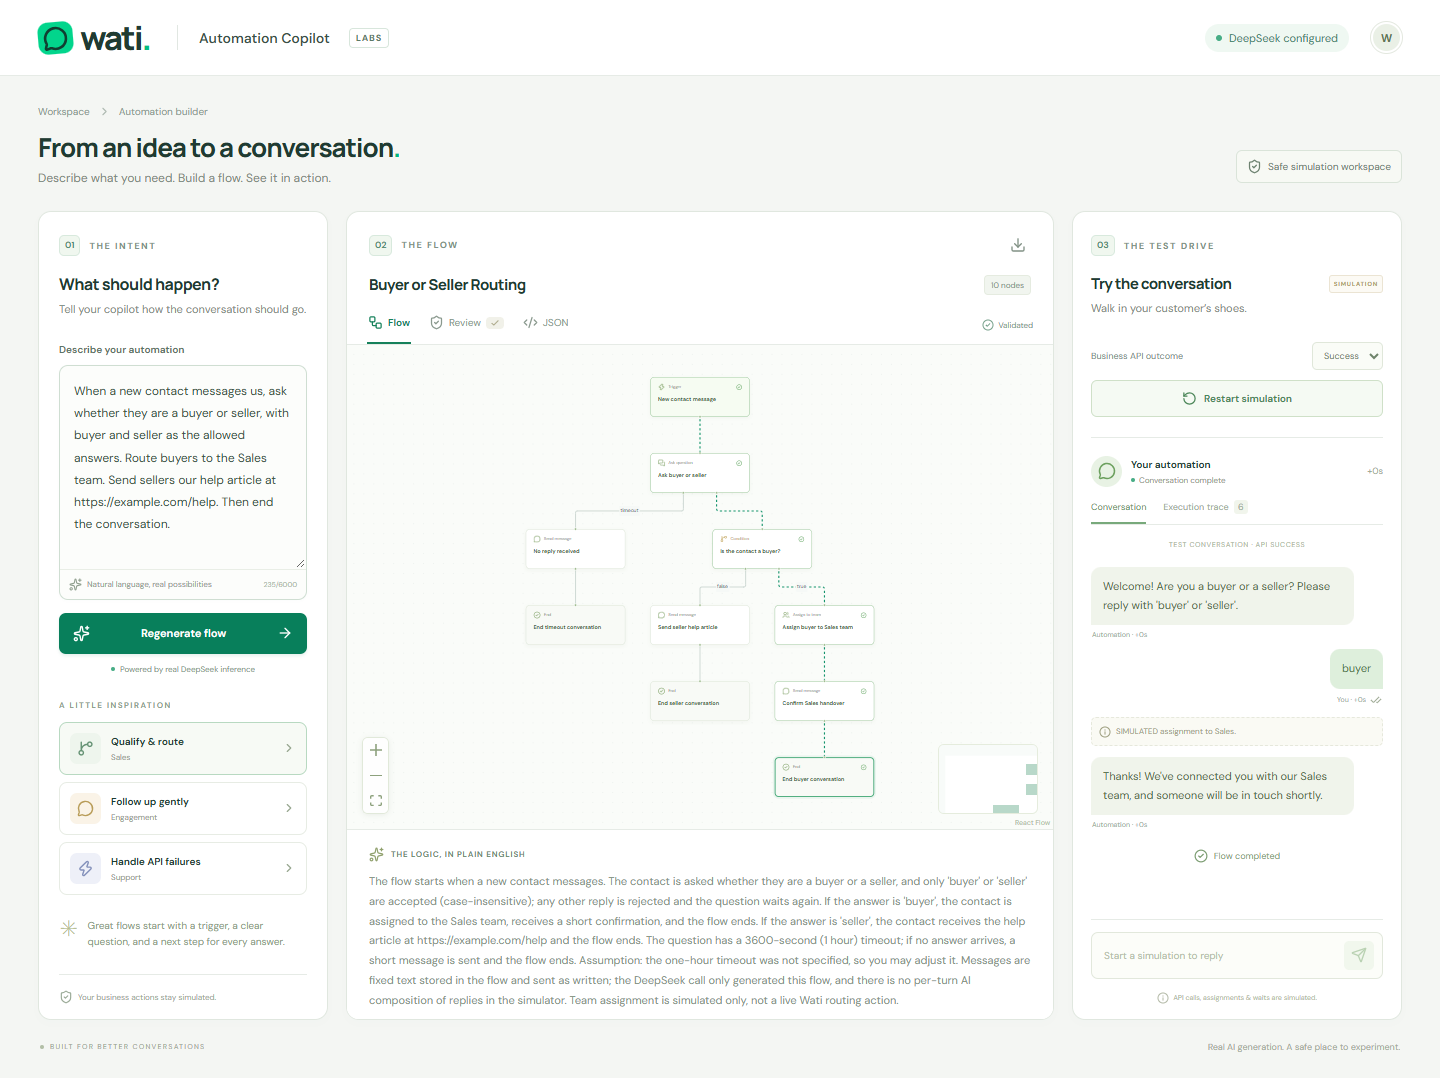 wati.
Automation Copilot
LABS
DeepSeek configured
W
Workspace
Automation builder
From an idea to a conversation.
Describe what you need. Build a flow. See it in action.
Safe simulation workspace
01
THE INTENT
What should happen?
Tell your copilot how the conversation should go.
Describe your automation
When a new contact messages us, ask
whether they are a buyer or seller, with
buyer and seller as the allowed
answers. Route buyers to the Sales
team. Send sellers our help article at
https://example.com/help. Then end
the conversation.
Natural language, real possibilities
235/6000
Regenerate flow
Powered by real DeepSeek inference
A LITTLE INSPIRATION
Qualify & route
Sales
Follow up gently
Engagement
Handle API failures
Support
Great flows start with a trigger, a clear
question, and a next step for every answer.
Your business actions stay simulated.
02
THE FLOW
Buyer or Seller Routing
10 nodes
Flow
Review
JSON
Validated
Trigger
New contact message
Ask question
Ask buyer or seller
timeout
Send message
No reply received
Condition
Is the contact a buyer?
false
true
End
End timeout conversation
Send message
Send seller help article
Assign to team
Assign buyer to Sales team
End
End seller conversation
Send message
Confirm Sales handover
End
End buyer conversation
React Flow
THE LOGIC, IN PLAIN ENGLISH
The flow starts when a new contact messages. The contact is asked whether they are a buyer or a seller, and only 'buyer' or 'seller'
are accepted (case-insensitive); any other reply is rejected and the question waits again. If the answer is 'buyer', the contact is
assigned to the Sales team, receives a short confirmation, and the flow ends. If the answer is 'seller', the contact receives the help
article at https://example.com/help and the flow ends. The question has a 3600-second (1 hour) timeout; if no answer arrives, a
short message is sent and the flow ends. Assumption: the one-hour timeout was not specified, so you may adjust it. Messages are
fixed text stored in the flow and sent as written; the DeepSeek call only generated this flow, and there is no per-turn AI
composition of replies in the simulator. Team assignment is simulated only, not a live Wati routing action.
03
THE TEST DRIVE
Try the conversation
SIMULATION
Walk in your customer's shoes.
Business API outcome
Success
Restart simulation
Your automation
Conversation complete
+0s
Conversation
Execution trace
6
TEST CONVERSATION · API SUCCESS
Welcome! Are you a buyer or a seller? Please
reply with 'buyer' or 'seller'.
Automation · +0s
buyer
You · +0s
SIMULATED assignment to Sales.
Thanks! We've connected you with our Sales
team, and someone will be in touch shortly.
Automation · +0s
Flow completed
Start a simulation to reply
API calls, assignments & waits are simulated.
BUILT FOR BETTER CONVERSATIONS
Real AI generation. A safe place to experiment.